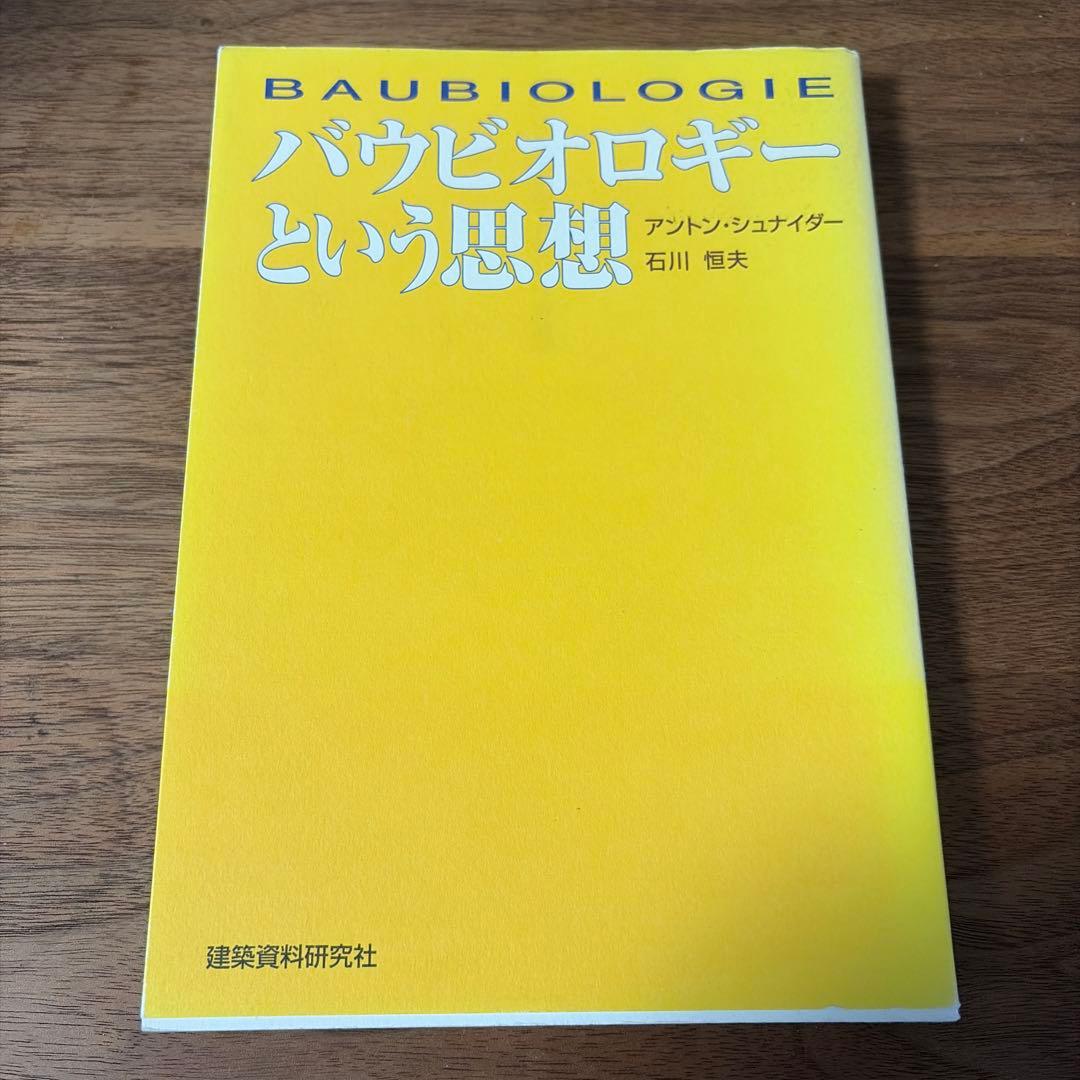 BAUBIOLOGIE
バウビオロギー
という思想
アントン・シュナイダー
石川 恒夫
建築資料研究社